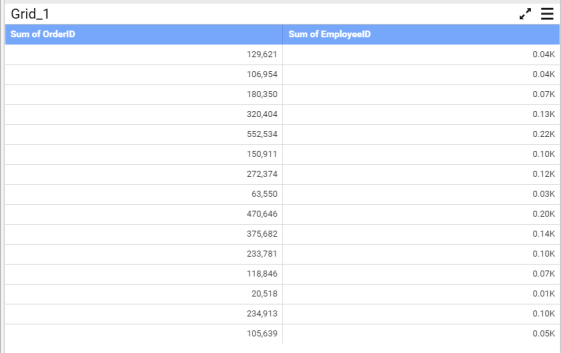 Grid_1
Sum of OrderID Sum of EmployeeID
129,621 0.04K
106,954 0.04K
180,350 0.07K
320,404 0.13K
552,534 0.22K
150,911 0.10K
272,374 0.12K
63,550 0.03K
470,646 0.20K
375,682 0.14K
233,781 0.10K
118,846 0.07K
20,518 0.01K
234,913 0.10K
105,639 0.05K